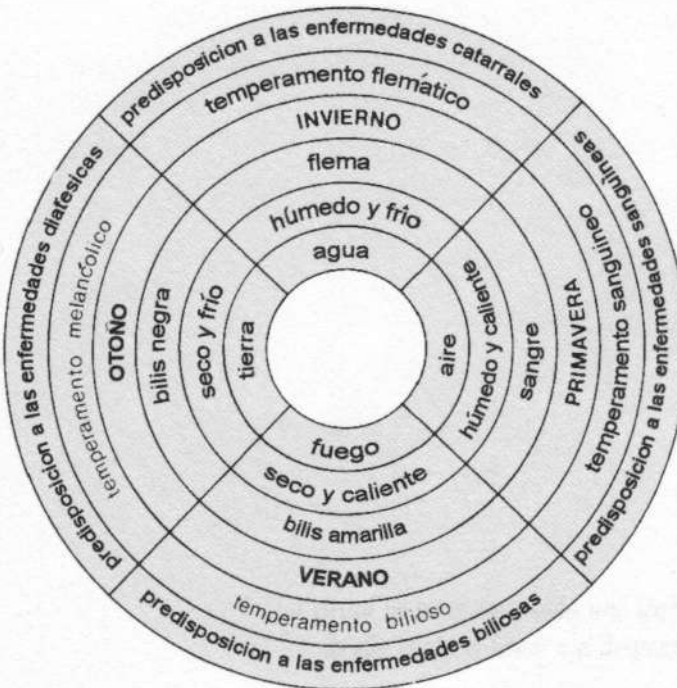 predisposicion a las enfermedades catarrales
temperamento flemático
INVIERNO
flema
húmedo y frío
agua
predisposicion a las enfermedades sanguíneas
temperamento sanguineo
PRIMAVERA
sangre
húmedo y caliente
aire
fuego
seco y caliente
bilis amarilla
VERANO
temperamento bilioso
predisposicion a las enfermedades biliosas
predisposicion a las enfermedades diatesicas
temperamento melancólico
OTOÑO
bilis negra
seco y frío
tierra